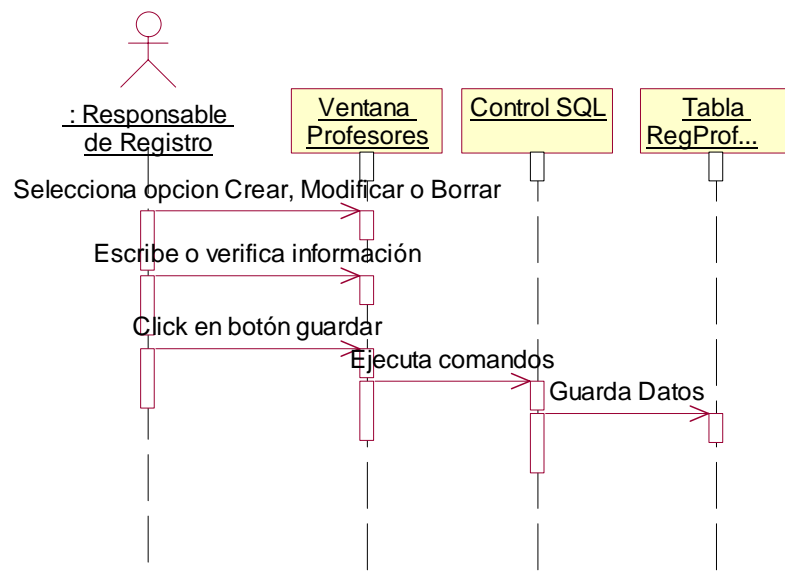 : Responsable
de Registro
Ventana
Profesores
Control SQL
Tabla
RegProf...
Selecciona opcion Crear, Modificar o Borrar
Escribe o verifica información
Click en botón guardar
Ejecuta comandos
Guarda Datos